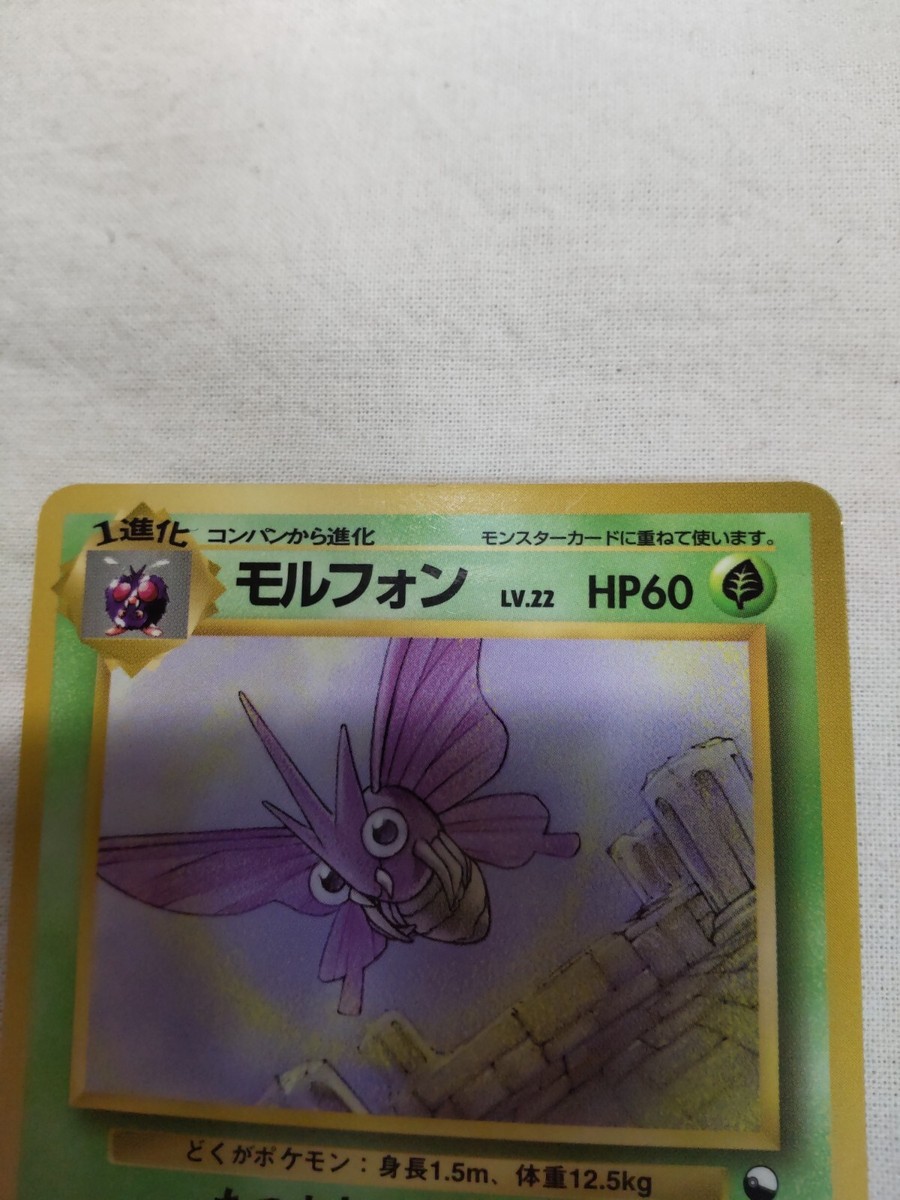 1進化 コンパンから進化 モンスターカードに重ねて使います。
モルフォン LV.22 HP60
どくがポケモン：身長1.5m、体重12.5kg